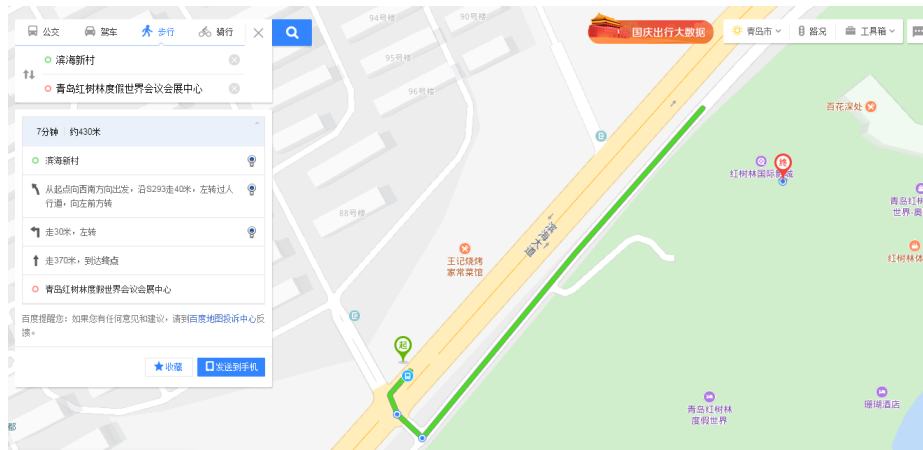 公交
驾车
步行
骑行
滨海新村
青岛红树林度假世界会议会展中心
7分钟 约430米
滨海新村
从起点向西南方向出发，沿S293走40米，左转过人
行道，向左前方转
走30米，左转
走370米，到达终点
青岛红树林度假世界会议会展中心
百度提醒您：如果您有任何意见和建议，请到百度地图投诉中心反
馈。
收藏
发送到手机
国庆出行大数据
青岛市
路况
工具箱
94号楼
90号楼
95号楼
96号楼
88号楼
王记烧烤
家常菜馆
滨海大道
起
终
百花深处
红树林国际影城
青岛红树
世界-奥
红树林体
青岛红树林
度假世界
珊瑚酒店
都